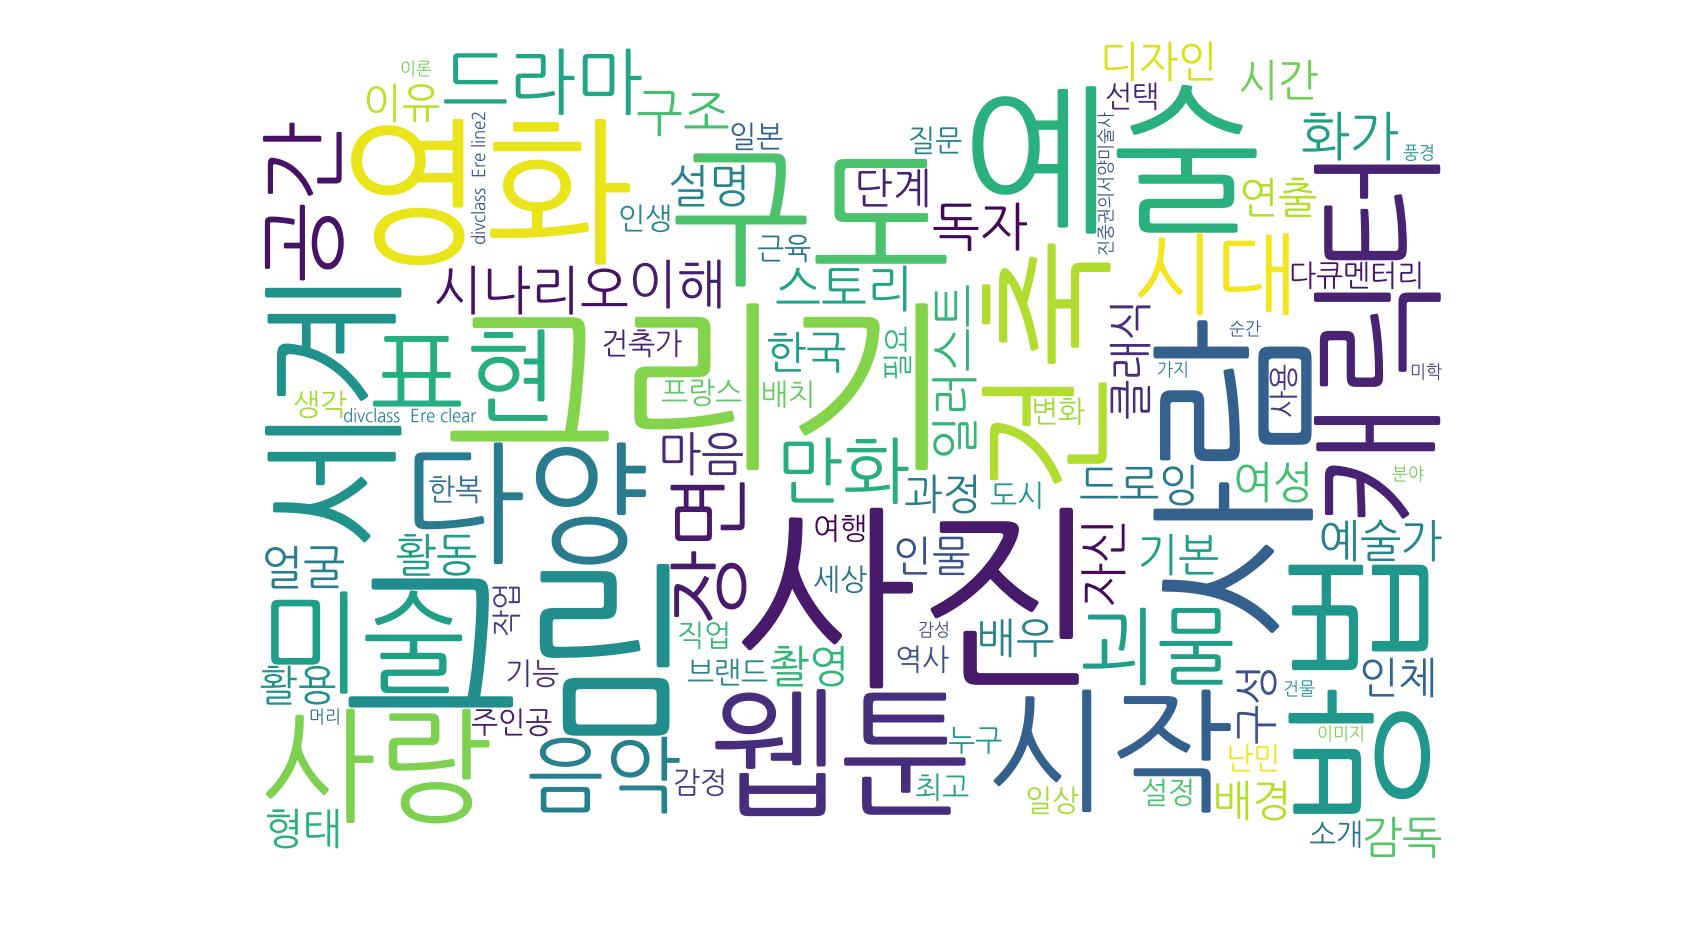 이론
드라마
이유
구조
일본
디자인
선택
시간
화가
풍경
질문
공간
영화
divclass Ere line2
설명
구도
단계
독자
예술
진중권의서양미술사
연출
캐릭터
인생
근육
시나리오
이해
스토리
건축
시대
다큐멘터리
세계
표현
그리기
건축가
한국
필요
일러스트
클래식
순간
사람
가지
사용
미학
생각
divclass Ere clear
프랑스
배치
변화
마음
만화
과정
도시
드로잉
여성
분야
다양
한복
장면
얼굴
활동
여행
인물
자신
기본
예술가
미술
작업
그림
사진
세상
감성
배우
괴물
방법
직업
역사
브랜드
촬영
활용
기능
구성
건물
인체
머리
주인공
사랑
음악
웹툰
누구
시작
이미지
난민
감정
최고
일상
설정
배경
형태
소개
감독